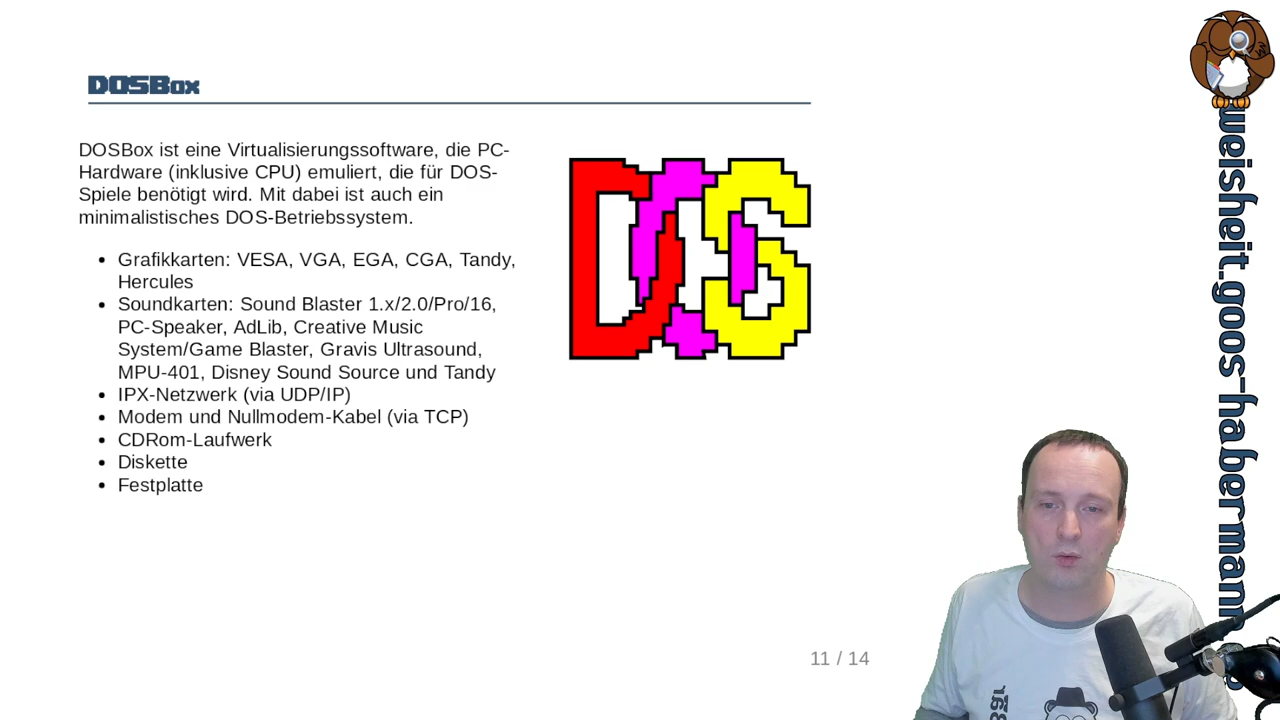 DOSBox
DOSBox ist eine Virtualisierungssoftware, die PC-
Hardware (inklusive CPU) emuliert, die für DOS-
Spiele benötigt wird. Mit dabei ist auch ein
minimalistisches DOS-Betriebssystem.
• Grafikkarten: VESA, VGA, EGA, CGA, Tandy,
Hercules
• Soundkarten: Sound Blaster 1.x/2.0/Pro/16,
PC-Speaker, AdLib, Creative Music
System/Game Blaster, Gravis Ultrasound,
MPU-401, Disney Sound Source und Tandy
• IPX-Netzwerk (via UDP/IP)
• Modem und Nullmodem-Kabel (via TCP)
• CDRom-Laufwerk
• Diskette
• Festplatte
DOS
11 / 14
weisheit.goos-habermann